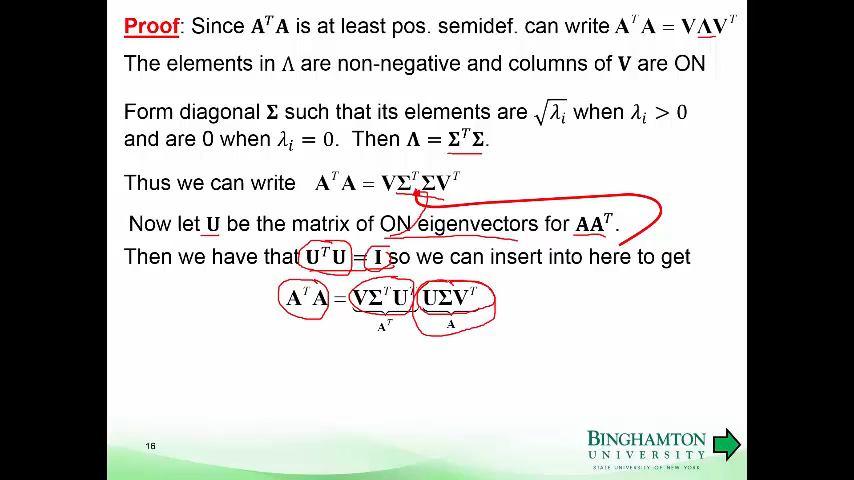 Proof: Since AᵀA is at least pos. semidef. can write AᵀA = VΛVᵀ
The elements in Λ are non-negative and columns of V are ON
Form diagonal Σ such that its elements are √λᵢ when λᵢ > 0
and are 0 when λᵢ = 0. Then Λ = ΣᵀΣ.
Thus we can write AᵀA = VΣᵀΣVᵀ
Now let U be the matrix of ON eigenvectors for AAᵀ.
Then we have that UᵀU = I so we can insert into here to get
AᵀA = VΣᵀUᵀ UΣVᵀ
Aᵀ A
16
BINGHAMTON
UNIVERSITY
STATE UNIVERSITY OF NEW YORK